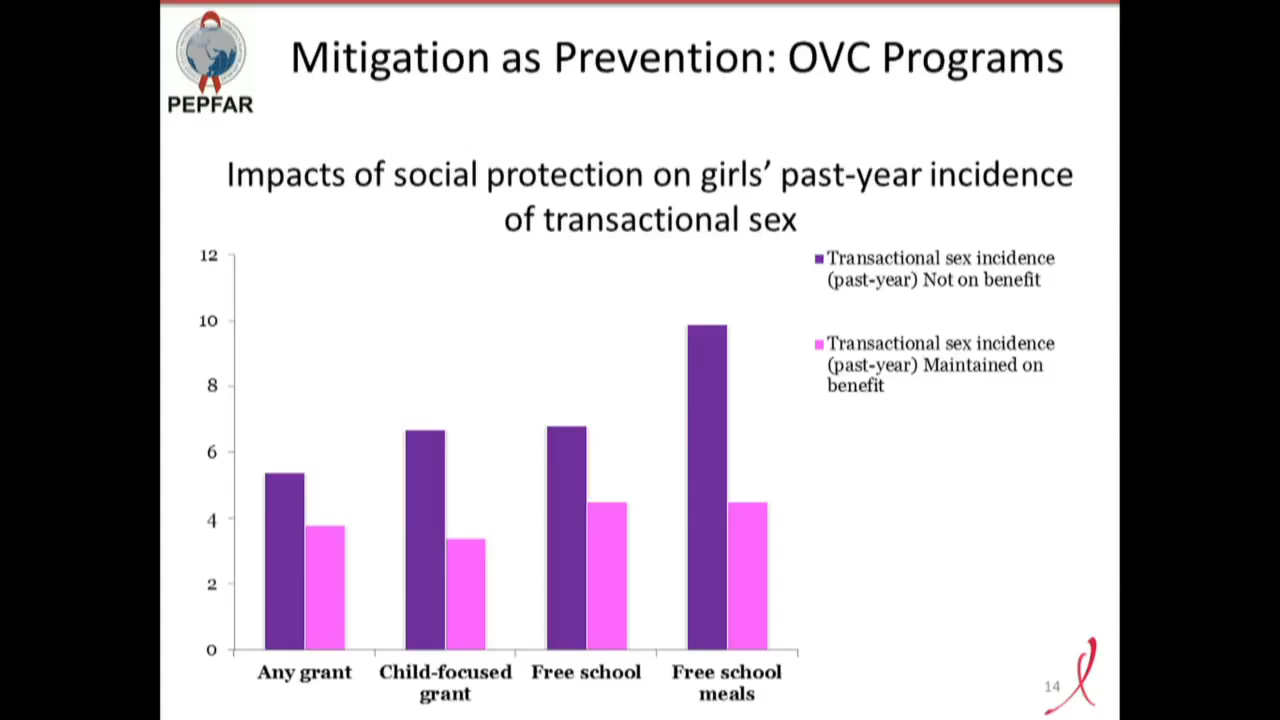 PEPFAR
Mitigation as Prevention: OVC Programs
Impacts of social protection on girls’ past-year incidence
of transactional sex
12
10
8
6
4
2
0
Any grant
Child-focused
grant
Free school
Free school
meals
Transactional sex incidence
(past-year) Not on benefit
Transactional sex incidence
(past-year) Maintained on
benefit
14